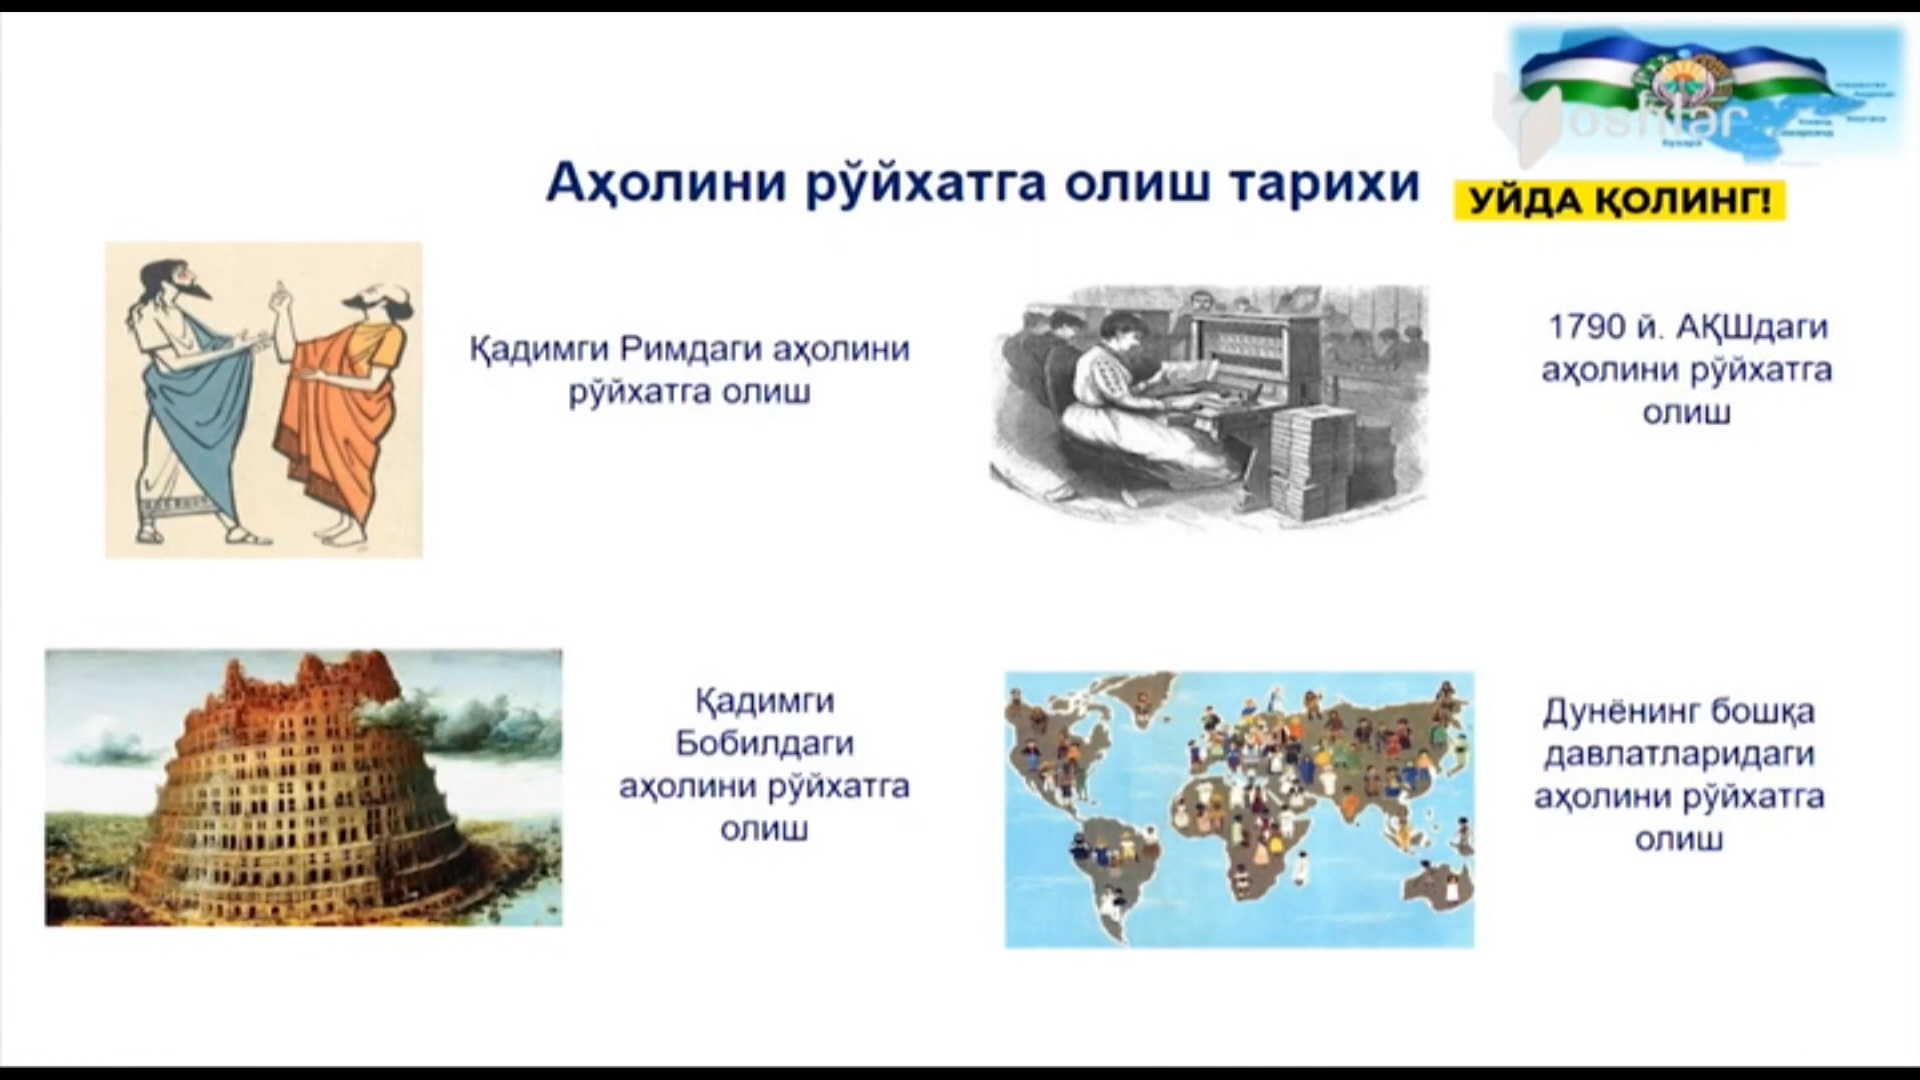 Аҳолини рўйхатга олиш тарихи
oshlar
УЙДА ҚОЛИНГ!
Қадимги Римдаги аҳолини
рўйхатга олиш
1790 й. АҚШдаги
аҳолини рўйхатга
олиш
Қадимги
Бобилдаги
аҳолини рўйхатга
олиш
Дунёнинг бошқа
давлатларидаги
аҳолини рўйхатга
олиш